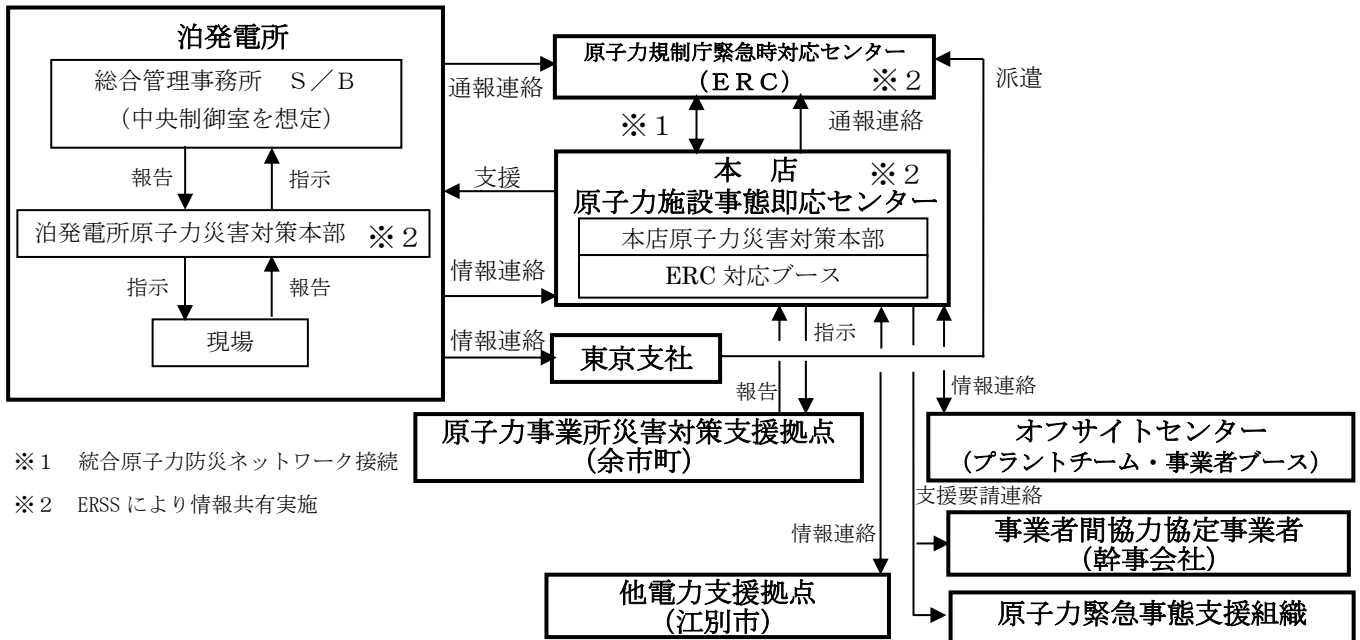 泊発電所
総合管理事務所 S/B
(中央制御室を想定)
報告
指示
泊発電所原子力災害対策本部 ※2
指示
報告
現場
通報連絡
原子力規制庁緊急時対応センター
(ERC) ※2
派遣
※1
通報連絡
支援
本 店 ※2
原子力施設事態即応センター
本店原子力災害対策本部
ERC 対応ブース
情報連絡
情報連絡
東京支社
指示
報告
情報連絡
原子力事業所災害対策支援拠点
(余市町)
オフサイトセンター
(プラントチーム・事業者ブース)
※1 統合原子力防災ネットワーク接続
※2 ERSS により情報共有実施
支援要請連絡
情報連絡
事業者間協力協定事業者
(幹事会社)
他電力支援拠点
(江別市)
原子力緊急事態支援組織